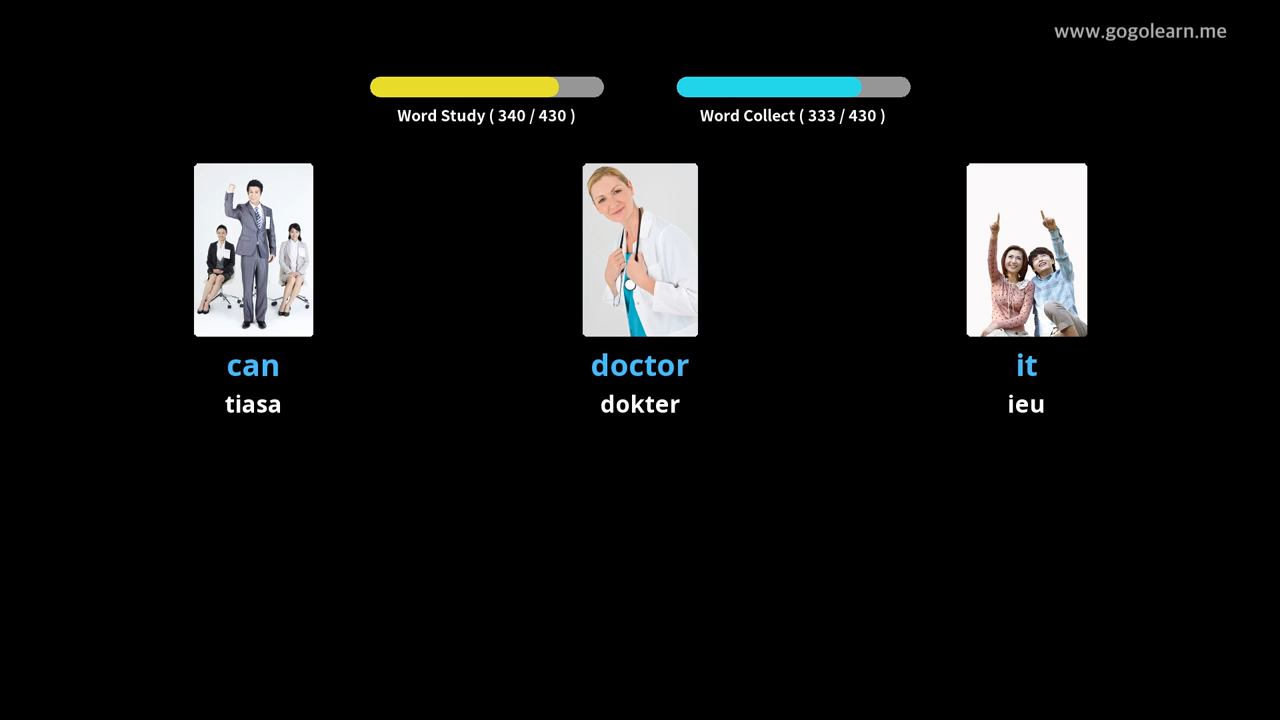 www.gogolearn.me
Word Study ( 340 / 430 )
Word Collect ( 333 / 430 )
can
tiasa
doctor
dokter
it
ieu